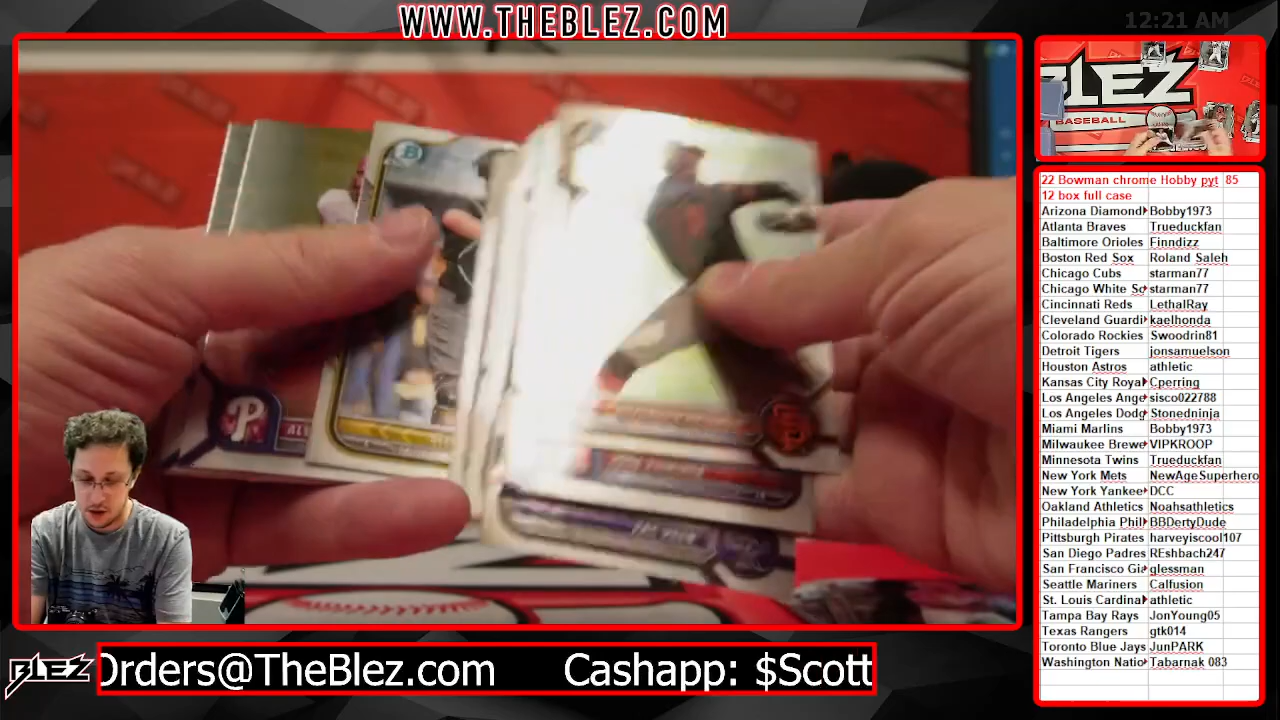 WWW.THEBLEZ.COM
12:21 AM
BLEZ
BASEBALL
22 Bowman chrome Hobby pyt 85
12 box full case
Arizona Diamond Bobby1973
Atlanta Braves Trueduckfan
Baltimore Orioles Finndizz
Boston Red Sox Roland Saleh
Chicago Cubs starman77
Chicago White So starman77
Cincinnati Reds LethalRay
Cleveland Guardi kaelhonda
Colorado Rockies Swoodrin81
Detroit Tigers jonsamuelson
Houston Astros athletic
Kansas City Royal Cperring
Los Angeles Ange sisco022788
Los Angeles Dodg Stonedninja
Miami Marlins Bobby1973
Milwaukee Brewe VIPKROOP
Minnesota Twins Trueduckfan
New York Mets NewAgeSuperhero
New York Yankee DCC
Oakland Athletics Noahsathletics
Philadelphia Phil BBDertyDude
Pittsburgh Pirates harveyiscool107
San Diego Padres REshbach247
San Francisco Gia glessman
Seattle Mariners Calfusion
St. Louis Cardinal athletic
Tampa Bay Rays JonYoung05
Texas Rangers gtk014
Toronto Blue Jays JunPARK
Washington Natio Tabarnak 083
B
P
BLEZ
Orders@TheBlez.com Cashapp: $Scott